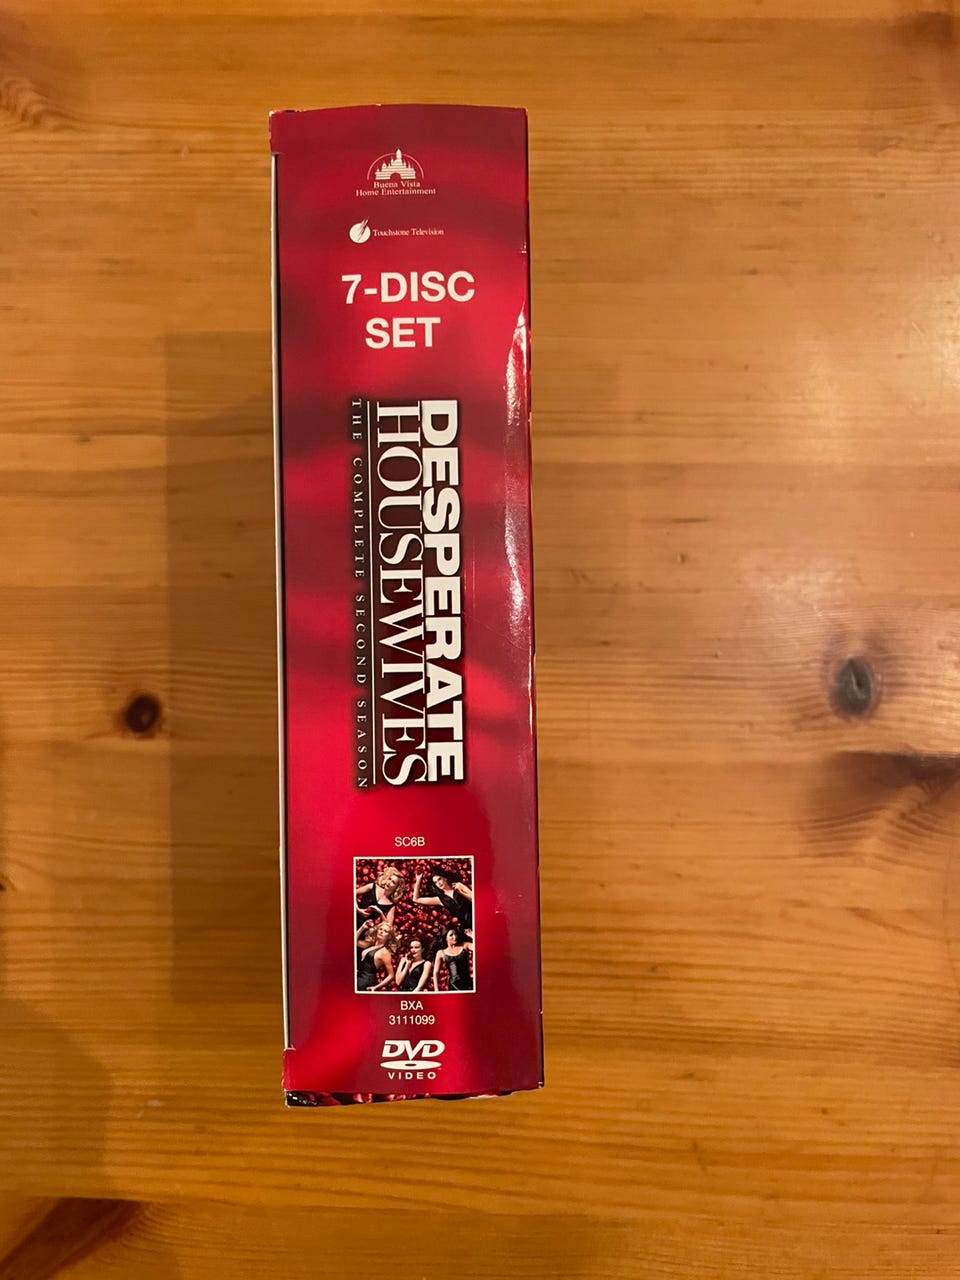 Buena Vista
Home Entertainment
Touchstone Television
7-DISC
SET
DESPERATE
HOUSEWIVES
THE COMPLETE SECOND SEASON
SC6B
BXA
3111099
DVD
VIDEO